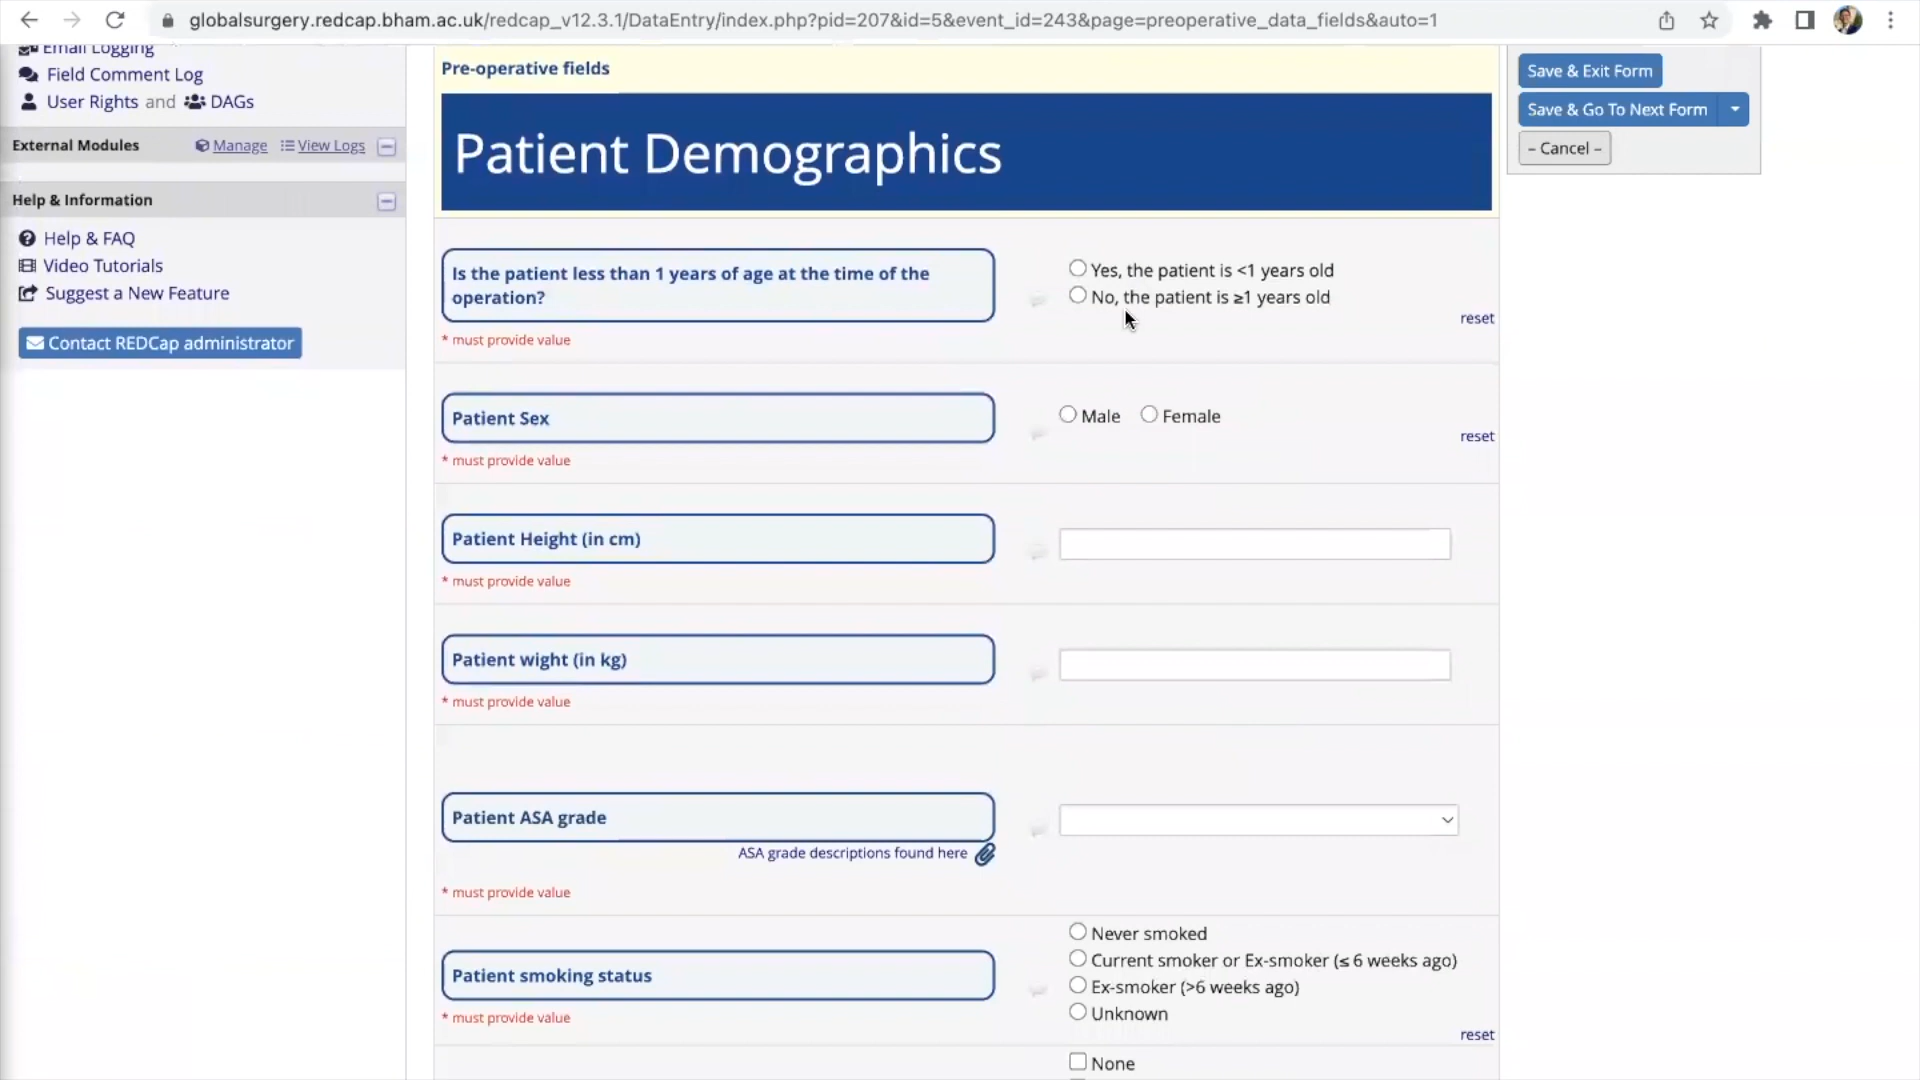 globalsurgery.redcap.bham.ac.uk/redcap_v12.3.1/DataEntry/index.php?pid=207&id=5&event_id=243&page=preoperative_data_fields&auto=1
Email Logging
Field Comment Log
User Rights and DAGs
External Modules Manage View Logs
Help & Information
Help & FAQ
Video Tutorials
Suggest a New Feature
Contact REDCap administrator
Pre-operative fields
Patient Demographics
Is the patient less than 1 years of age at the time of the
operation?
* must provide value
Yes, the patient is <1 years old
No, the patient is ≥1 years old
reset
Patient Sex
* must provide value
Male Female
reset
Patient Height (in cm)
* must provide value
Patient wight (in kg)
* must provide value
Patient ASA grade
ASA grade descriptions found here
* must provide value
Patient smoking status
* must provide value
Never smoked
Current smoker or Ex-smoker (≤ 6 weeks ago)
Ex-smoker (>6 weeks ago)
Unknown
reset
None
Save & Exit Form
Save & Go To Next Form
– Cancel –